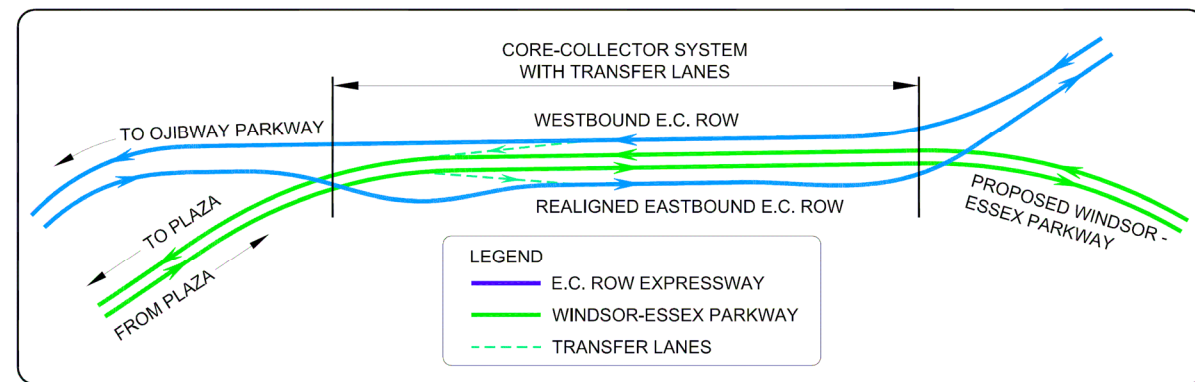 CORE-COLLECTOR SYSTEM
WITH TRANSFER LANES
TO OJIBWAY PARKWAY
WESTBOUND E.C. ROW
REALIGNED EASTBOUND E.C. ROW
PROPOSED WINDSOR -
ESSEX PARKWAY
TO PLAZA
FROM PLAZA
LEGEND
E.C. ROW EXPRESSWAY
WINDSOR-ESSEX PARKWAY
TRANSFER LANES